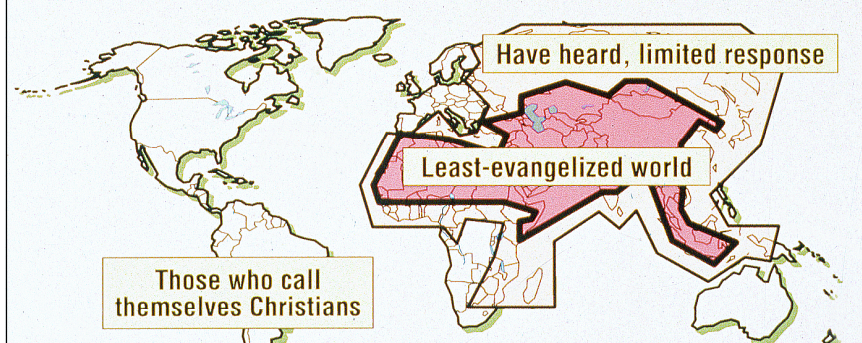 Have heard, limited response
Least-evangelized world
Those who call
themselves Christians